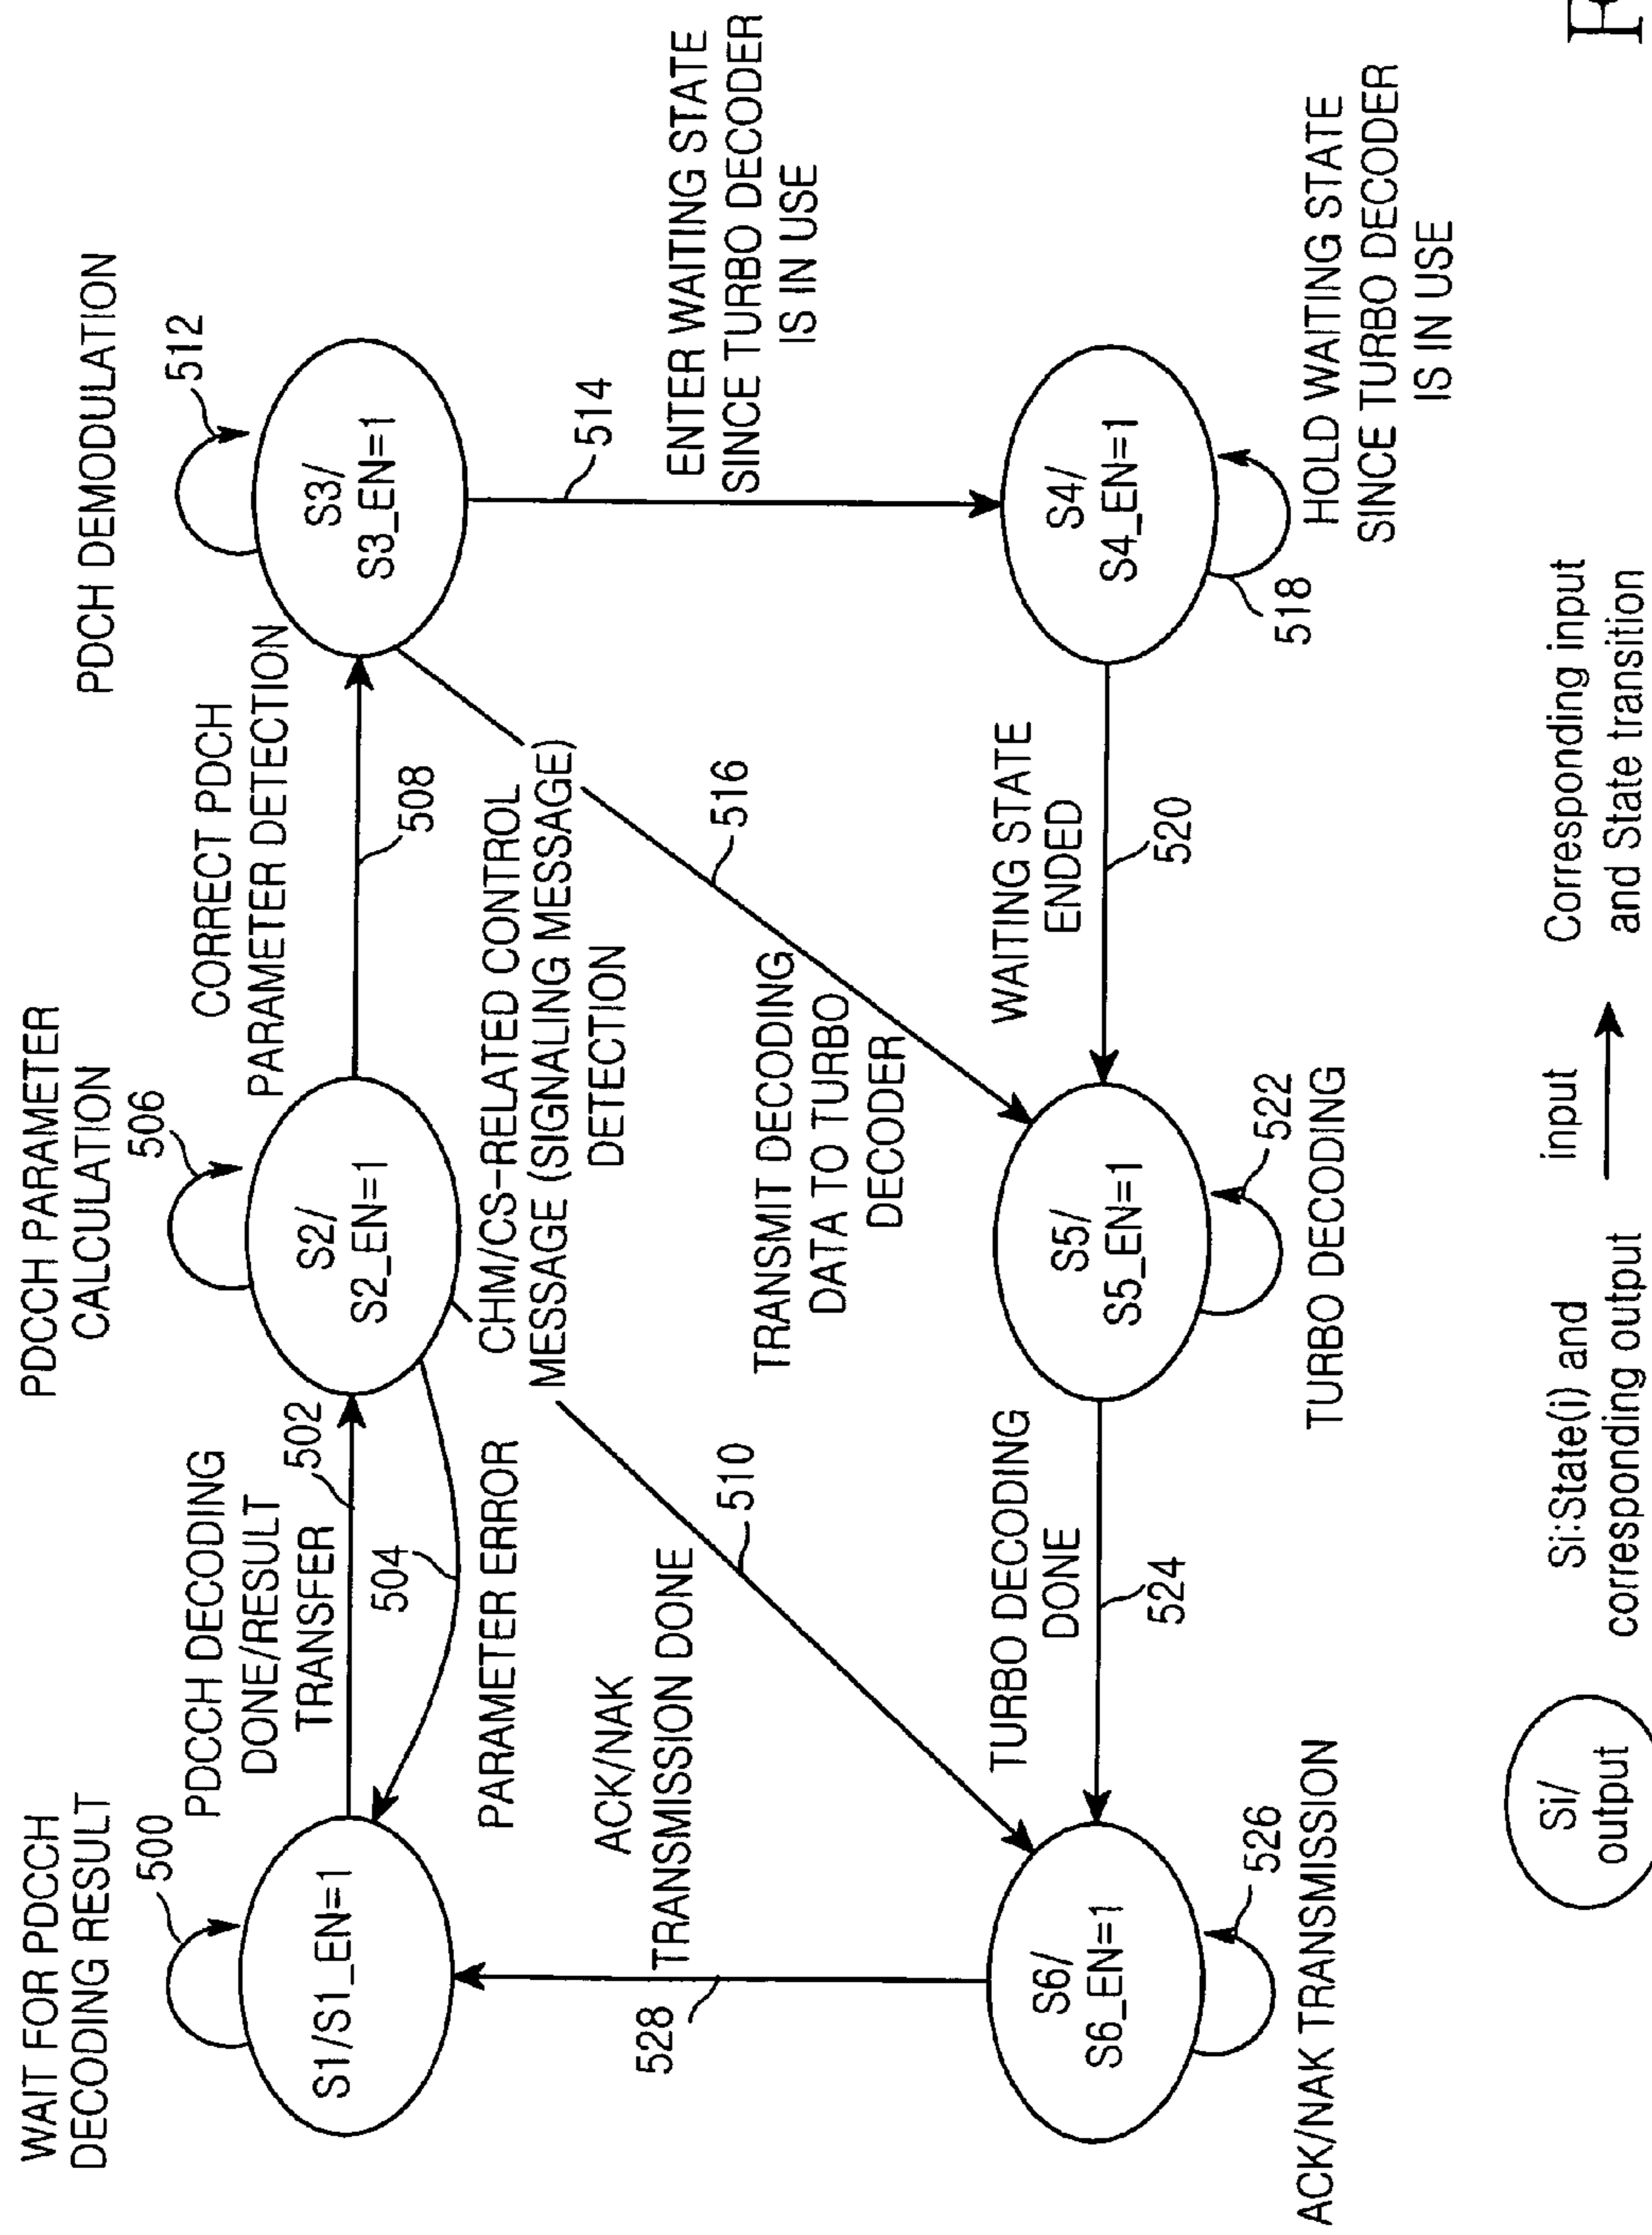 WAIT FOR PDCCH
DECODING RESULT
500
S1/S1_EN=1
PDCCH DECODING
DONE/RESULT
TRANSFER
502
504
PARAMETER ERROR
PDCCH PARAMETER
CALCULATION
506
S2/
S2_EN=1
CORRECT PDCH
PARAMETER DETECTION
508
PDCH DEMODULATION
512
S3/
S3_EN=1
CHM/CS-RELATED CONTROL
MESSAGE (SIGNALING MESSAGE)
DETECTION
510
514
ENTER WAITING STATE
SINCE TURBO DECODER
IS IN USE
516
TRANSMIT DECODING
DATA TO TURBO
DECODER
ACK/NAK
TRANSMISSION DONE
528
S6/
S6_EN=1
526
ACK/NAK TRANSMISSION
TURBO DECODING
DONE
524
S5/
S5_EN=1
522
TURBO DECODING
WAITING STATE
ENDED
520
S4/
S4_EN=1
518
HOLD WAITING STATE
SINCE TURBO DECODER
IS IN USE
Si/
output
Si:State(i) and
corresponding output
input
Corresponding input
and State transition